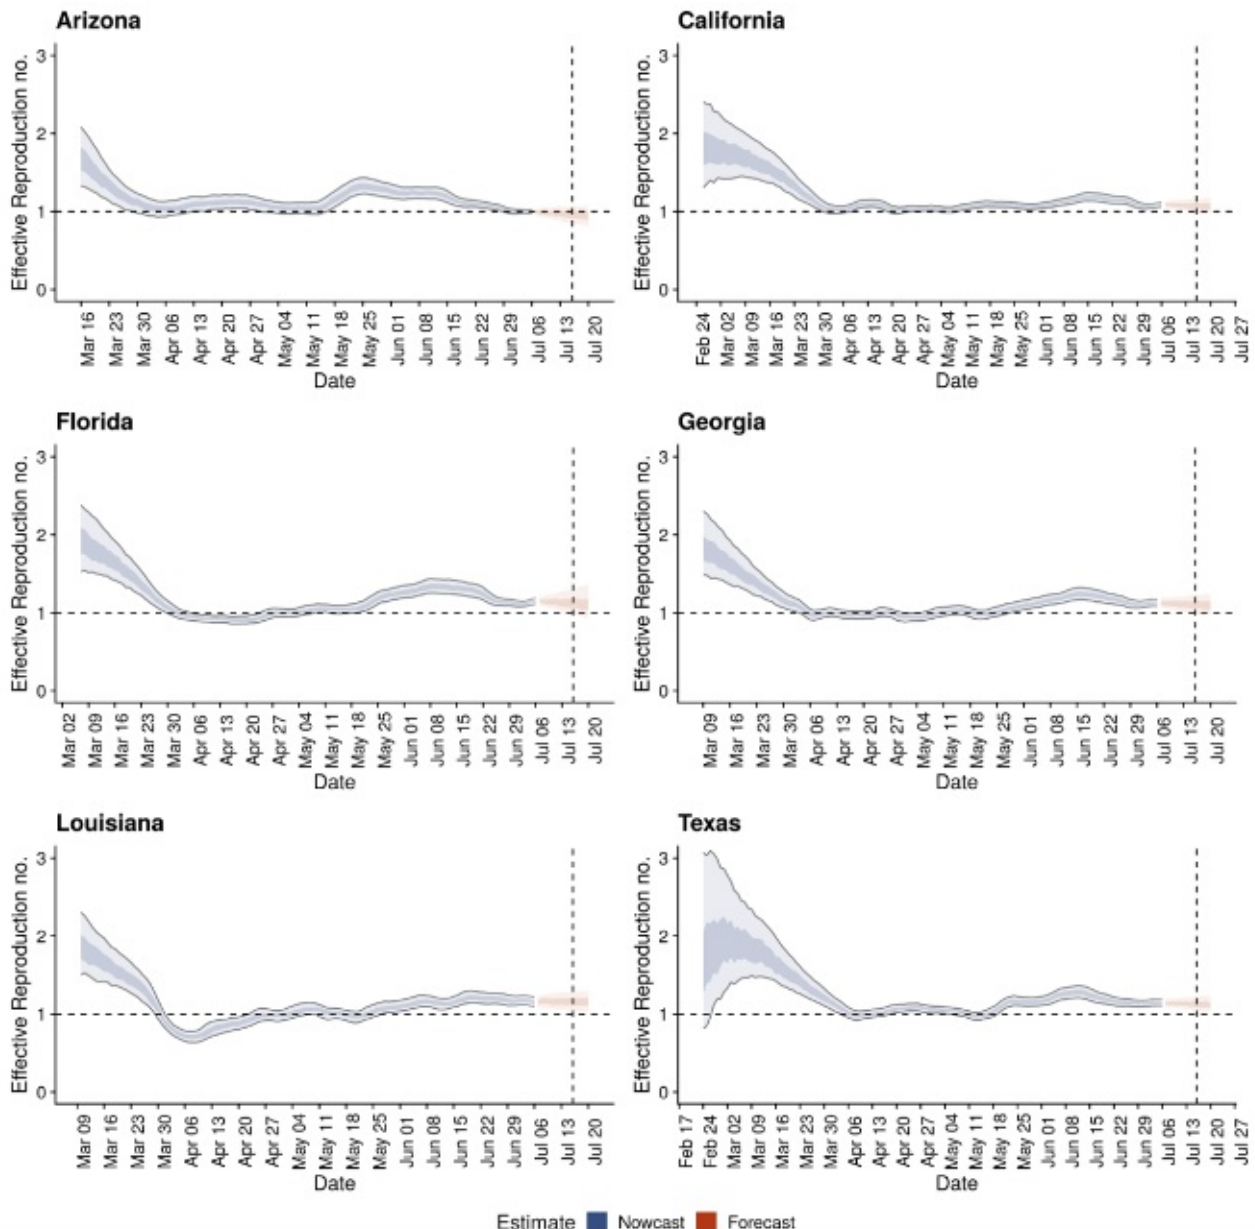 Arizona
Effective Reproduction no.
3
2
1
0
Mar 16 Mar 23 Mar 30 Apr 06 Apr 13 Apr 20 Apr 27 May 04 May 11 May 18 May 25 Jun 01 Jun 08 Jun 15 Jun 22 Jun 29 Jul 06 Jul 13 Jul 20
Date
California
Effective Reproduction no.
3
2
1
0
Feb 24 Mar 02 Mar 09 Mar 16 Mar 23 Mar 30 Apr 06 Apr 13 Apr 20 Apr 27 May 04 May 11 May 18 May 25 Jun 01 Jun 08 Jun 15 Jun 22 Jun 29 Jul 06 Jul 13 Jul 20 Jul 27
Date
Florida
Effective Reproduction no.
3
2
1
0
Mar 02 Mar 09 Mar 16 Mar 23 Mar 30 Apr 06 Apr 13 Apr 20 Apr 27 May 04 May 11 May 18 May 25 Jun 01 Jun 08 Jun 15 Jun 22 Jun 29 Jul 06 Jul 13 Jul 20
Date
Georgia
Effective Reproduction no.
3
2
1
0
Mar 09 Mar 16 Mar 23 Mar 30 Apr 06 Apr 13 Apr 20 Apr 27 May 04 May 11 May 18 May 25 Jun 01 Jun 08 Jun 15 Jun 22 Jun 29 Jul 06 Jul 13 Jul 20
Date
Louisiana
Effective Reproduction no.
3
2
1
0
Mar 09 Mar 16 Mar 23 Mar 30 Apr 06 Apr 13 Apr 20 Apr 27 May 04 May 11 May 18 May 25 Jun 01 Jun 08 Jun 15 Jun 22 Jun 29 Jul 06 Jul 13 Jul 20
Date
Texas
Effective Reproduction no.
3
2
1
0
Feb 17 Feb 24 Mar 02 Mar 09 Mar 16 Mar 23 Mar 30 Apr 06 Apr 13 Apr 20 Apr 27 May 04 May 11 May 18 May 25 Jun 01 Jun 08 Jun 15 Jun 22 Jun 29 Jul 06 Jul 13 Jul 20 Jul 27
Date
Estimate Nowcast Forecast